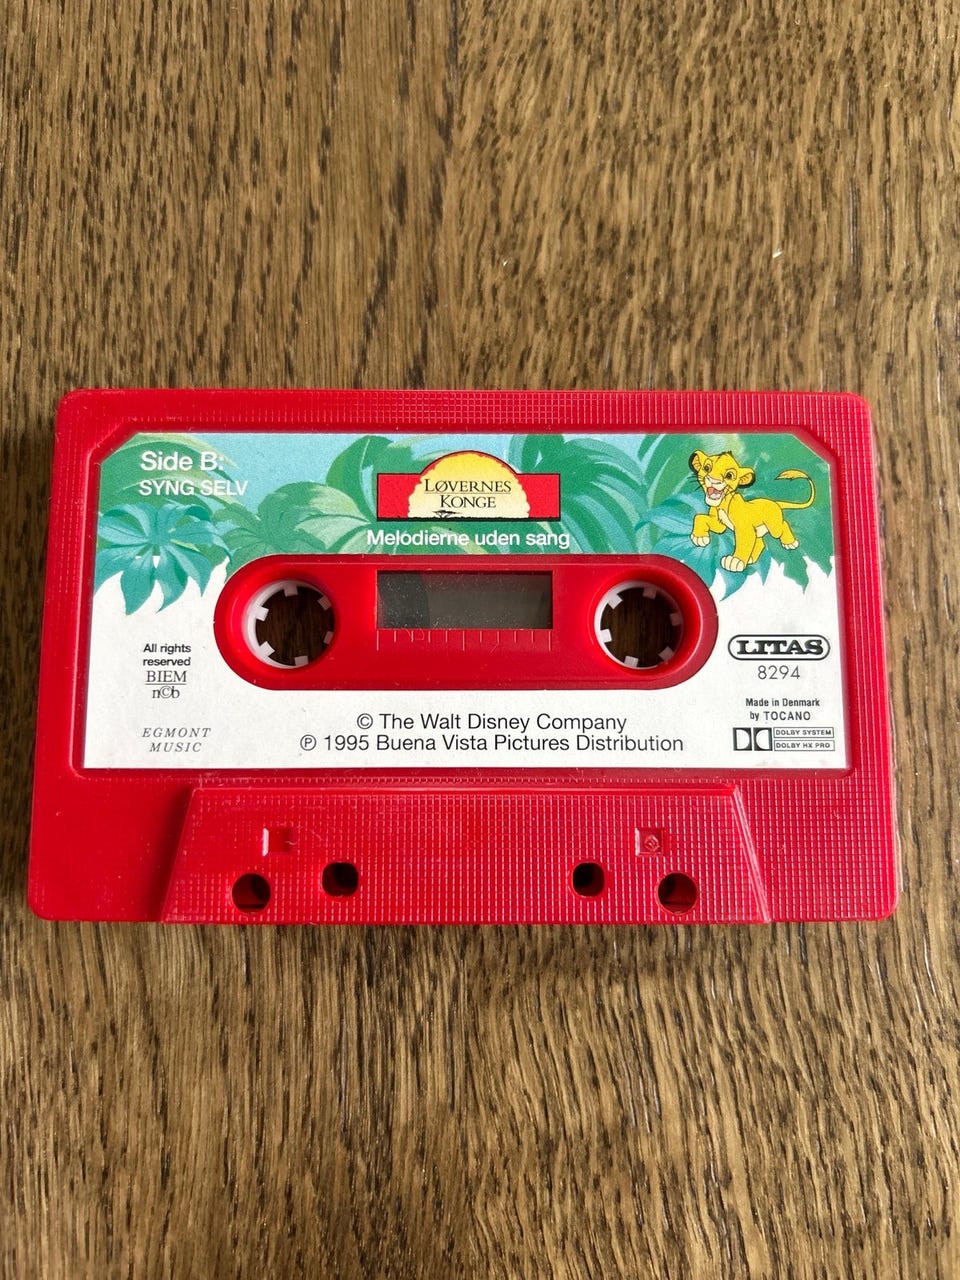 Side B:
SYNG SELV
LØVERNES
KONGE
Melodierne uden sang
All rights
reserved
BIEM
n©b
EGMONT
MUSIC
© The Walt Disney Company
℗ 1995 Buena Vista Pictures Distribution
LITAS
8294
Made in Denmark
by TOCANO
DOLBY SYSTEM
DOLBY HX PRO